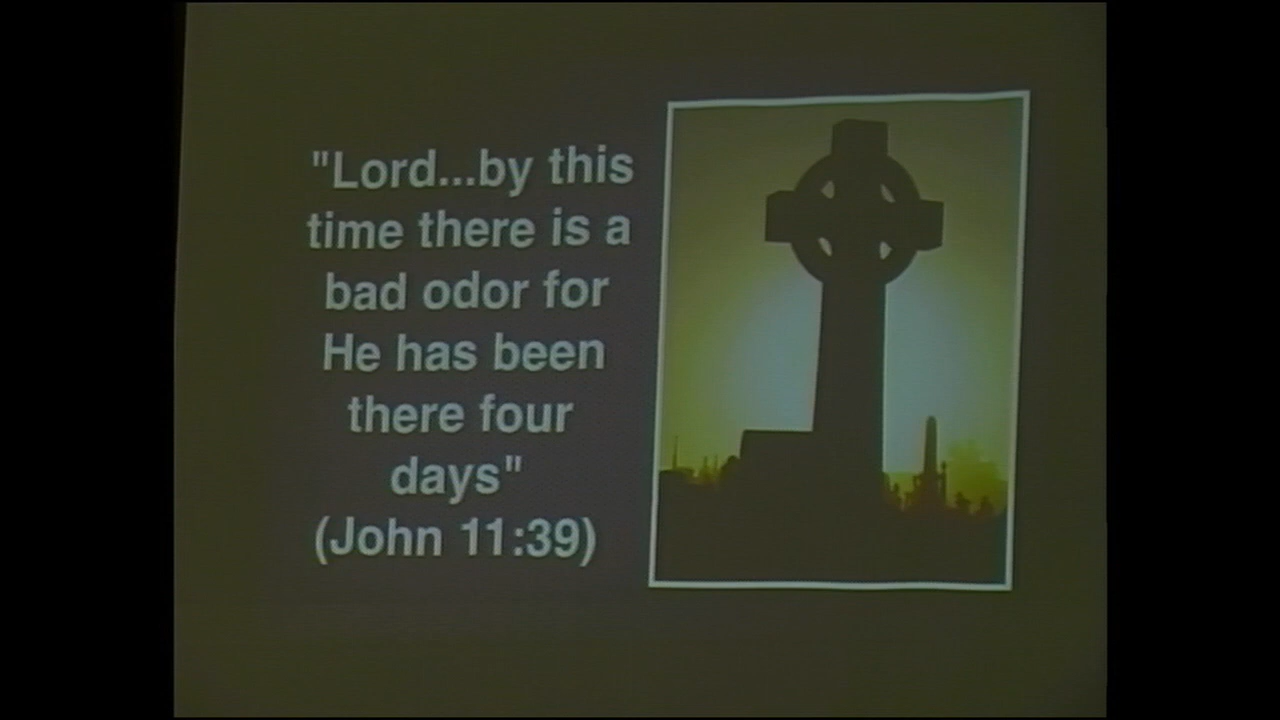 "Lord...by this
time there is a
bad odor for
He has been
there four
days"
(John 11:39)